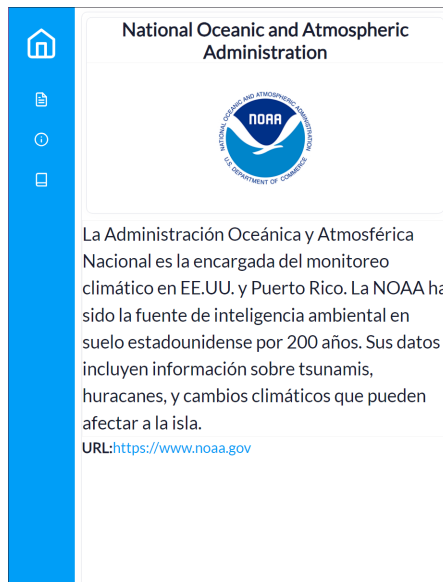 National Oceanic and Atmospheric
Administration
NATIONAL OCEANIC AND ATMOSPHERIC ADMINISTRATION
NOAA
U.S. DEPARTMENT OF COMMERCE
La Administración Oceánica y Atmosférica
Nacional es la encargada del monitoreo
climático en EE.UU. y Puerto Rico. La NOAA ha
sido la fuente de inteligencia ambiental en
suelo estadounidense por 200 años. Sus datos
incluyen información sobre tsunamis,
huracanes, y cambios climáticos que pueden
afectar a la isla.
URL:https://www.noaa.gov